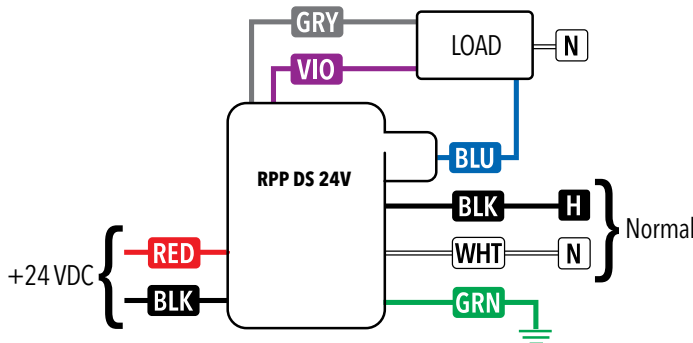 GRY
LOAD
N
VIO
BLU
RPP DS 24V
BLK H
Normal
RED
WHT N
+24 VDC
BLK
GRN